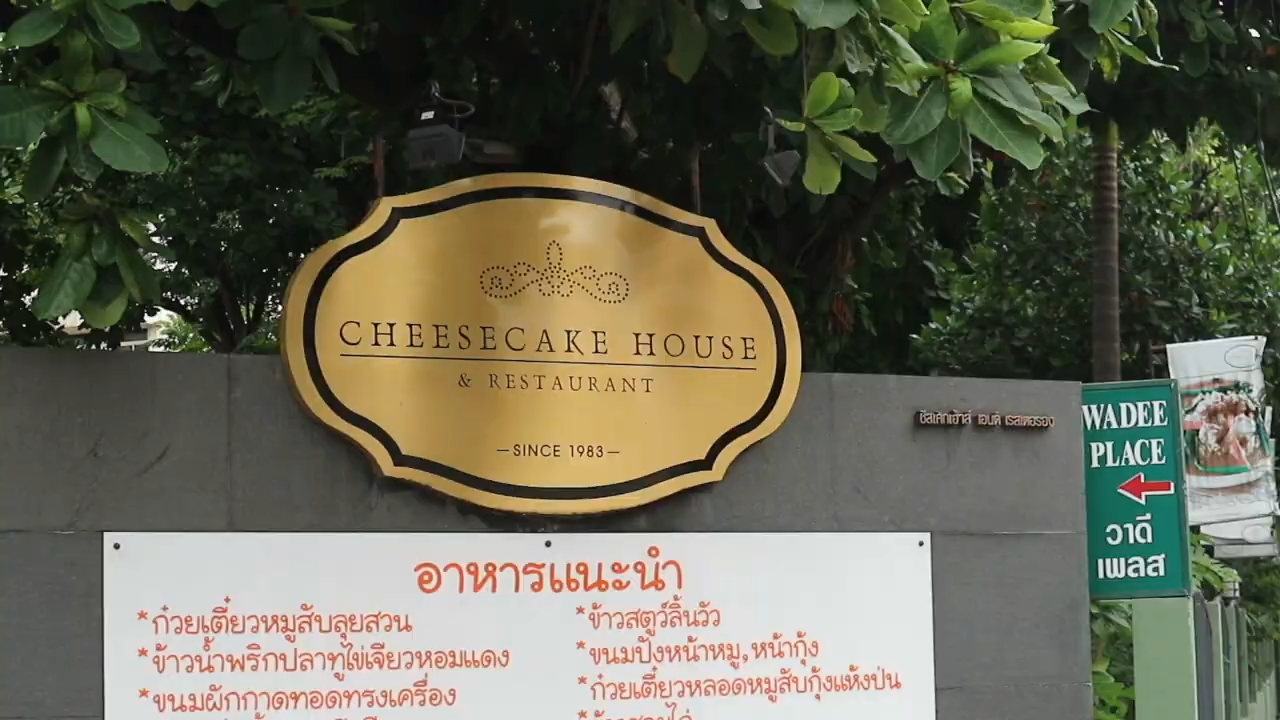 CHEESECAKE HOUSE
& RESTAURANT
—SINCE 1983—
ชีสเค้กเฮ้าส์ แอนด์ เรสเตอรอง
WADEE
PLACE
วาดี
เพลส
อาหารแนะนำ
*ก๋วยเตี๋ยวหมูสับลุยสวน
*ข้าวน้ำพริกปลาทูไข่เจียวหอมแดง
*ขนมผักกาดทอดทรงเครื่อง
*ข้าวสตูว์ลิ้นวัว
*ขนมปังหน้าหมู,หน้ากุ้ง
*ก๋วยเตี๋ยวหลอดหมูสับกุ้งแห้งป่น